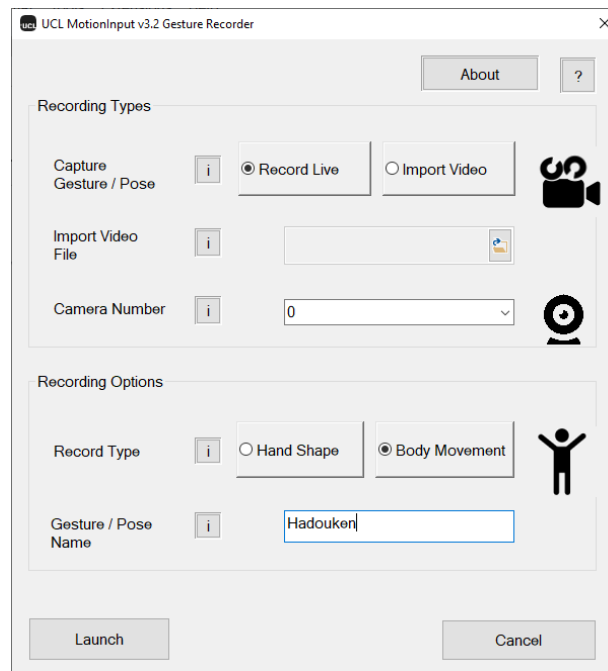 UCL UCL MotionInput v3.2 Gesture Recorder
About
?
Recording Types
Capture
Gesture / Pose
i
Record Live
Import Video
Import Video
File
i
Camera Number
i
0
Recording Options
Record Type
i
Hand Shape
Body Movement
Gesture / Pose
Name
i
Hadouken
Launch
Cancel